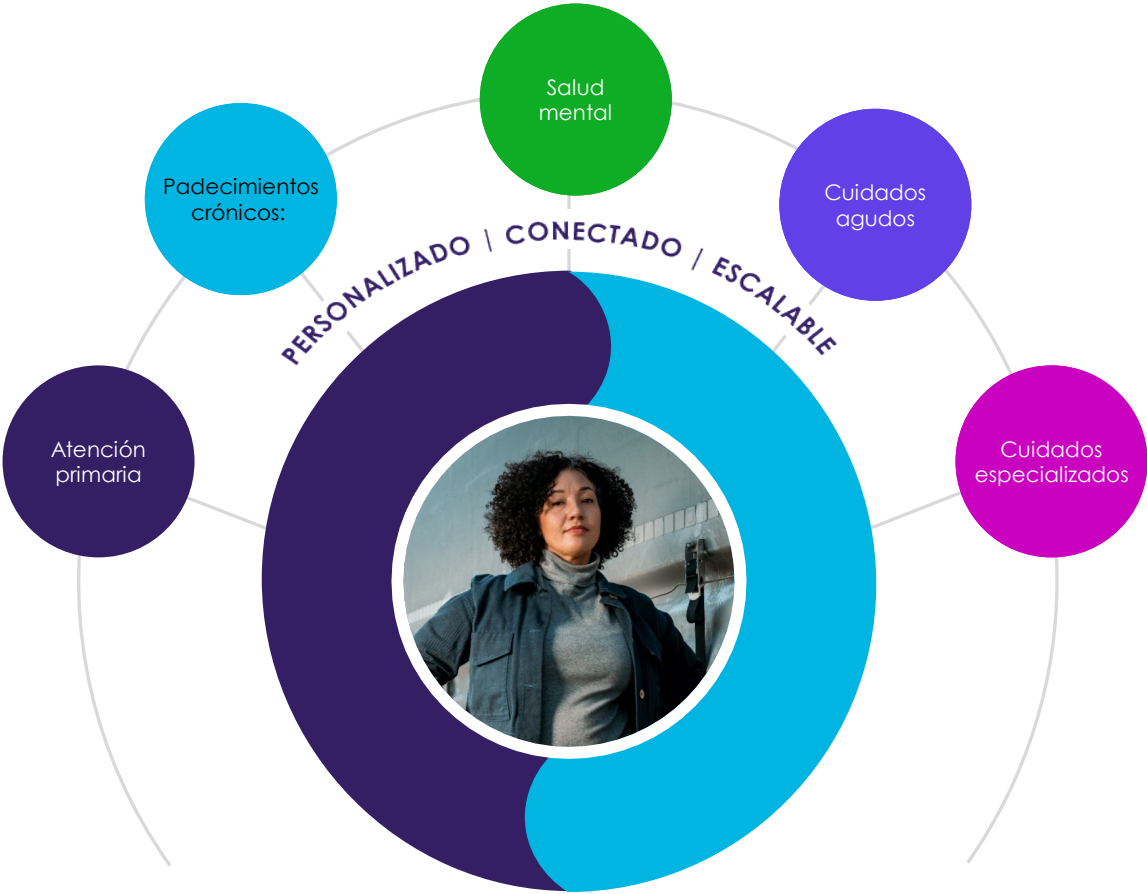 Salud
mental
Padecimientos
crónicos:
Cuidados
agudos
PERSONALIZADO | CONECTADO | ESCALABLE
Atención
primaria
Cuidados
especializados